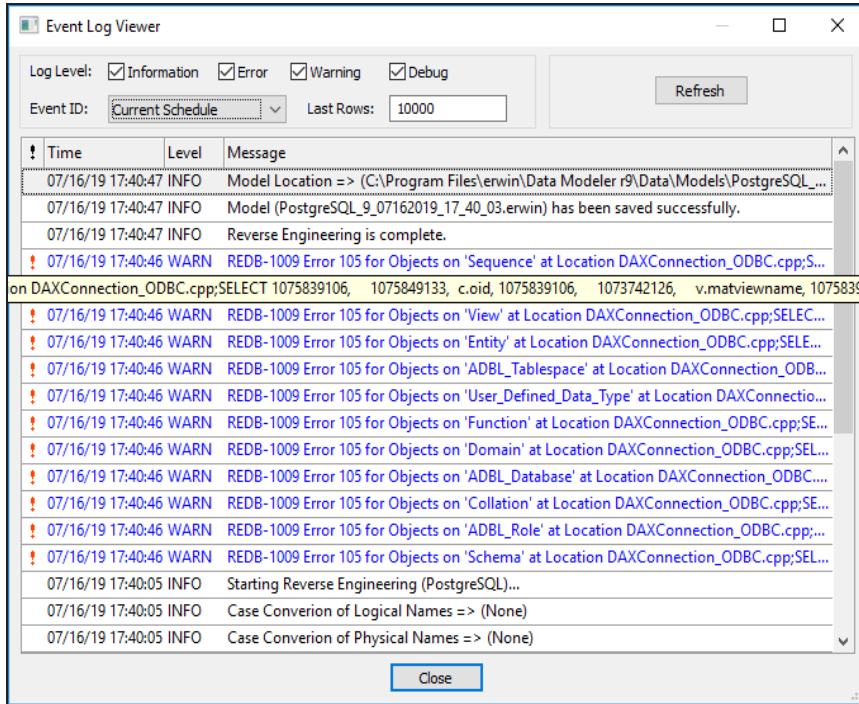 Event Log Viewer
Log Level: Information Error Warning Debug
Refresh
Event ID: Current Schedule Last Rows: 10000
! Time Level Message
07/16/19 17:40:47 INFO Model Location => (C:\Program Files\erwin\Data Modeler r9\Data\Models\PostgreSQL_...
07/16/19 17:40:47 INFO Model (PostgreSQL_9_07162019_17_40_03.erwin) has been saved successfully.
07/16/19 17:40:47 INFO Reverse Engineering is complete.
! 07/16/19 17:40:46 WARN REDB-1009 Error 105 for Objects on 'Sequence' at Location DAXConnection_ODBC.cpp;S...
on DAXConnection_ODBC.cpp;SELECT 1075839106, 1075849133, c.oid, 1075839106, 1073742126, v.matviewname, 107583
! 07/16/19 17:40:46 WARN REDB-1009 Error 105 for Objects on 'View' at Location DAXConnection_ODBC.cpp;SELEC...
! 07/16/19 17:40:46 WARN REDB-1009 Error 105 for Objects on 'Entity' at Location DAXConnection_ODBC.cpp;SELE...
! 07/16/19 17:40:46 WARN REDB-1009 Error 105 for Objects on 'ADBL_Tablespace' at Location DAXConnection_ODB...
! 07/16/19 17:40:46 WARN REDB-1009 Error 105 for Objects on 'User_Defined_Data_Type' at Location DAXConnectio...
! 07/16/19 17:40:46 WARN REDB-1009 Error 105 for Objects on 'Function' at Location DAXConnection_ODBC.cpp;SE...
! 07/16/19 17:40:46 WARN REDB-1009 Error 105 for Objects on 'Domain' at Location DAXConnection_ODBC.cpp;SEL...
! 07/16/19 17:40:46 WARN REDB-1009 Error 105 for Objects on 'ADBL_Database' at Location DAXConnection_ODBC....
! 07/16/19 17:40:46 WARN REDB-1009 Error 105 for Objects on 'Collation' at Location DAXConnection_ODBC.cpp;SE...
! 07/16/19 17:40:46 WARN REDB-1009 Error 105 for Objects on 'ADBL_Role' at Location DAXConnection_ODBC.cpp;...
! 07/16/19 17:40:46 WARN REDB-1009 Error 105 for Objects on 'Schema' at Location DAXConnection_ODBC.cpp;SEL...
07/16/19 17:40:05 INFO Starting Reverse Engineering (PostgreSQL)...
07/16/19 17:40:05 INFO Case Converion of Logical Names => (None)
07/16/19 17:40:05 INFO Case Converion of Physical Names => (None)
Close